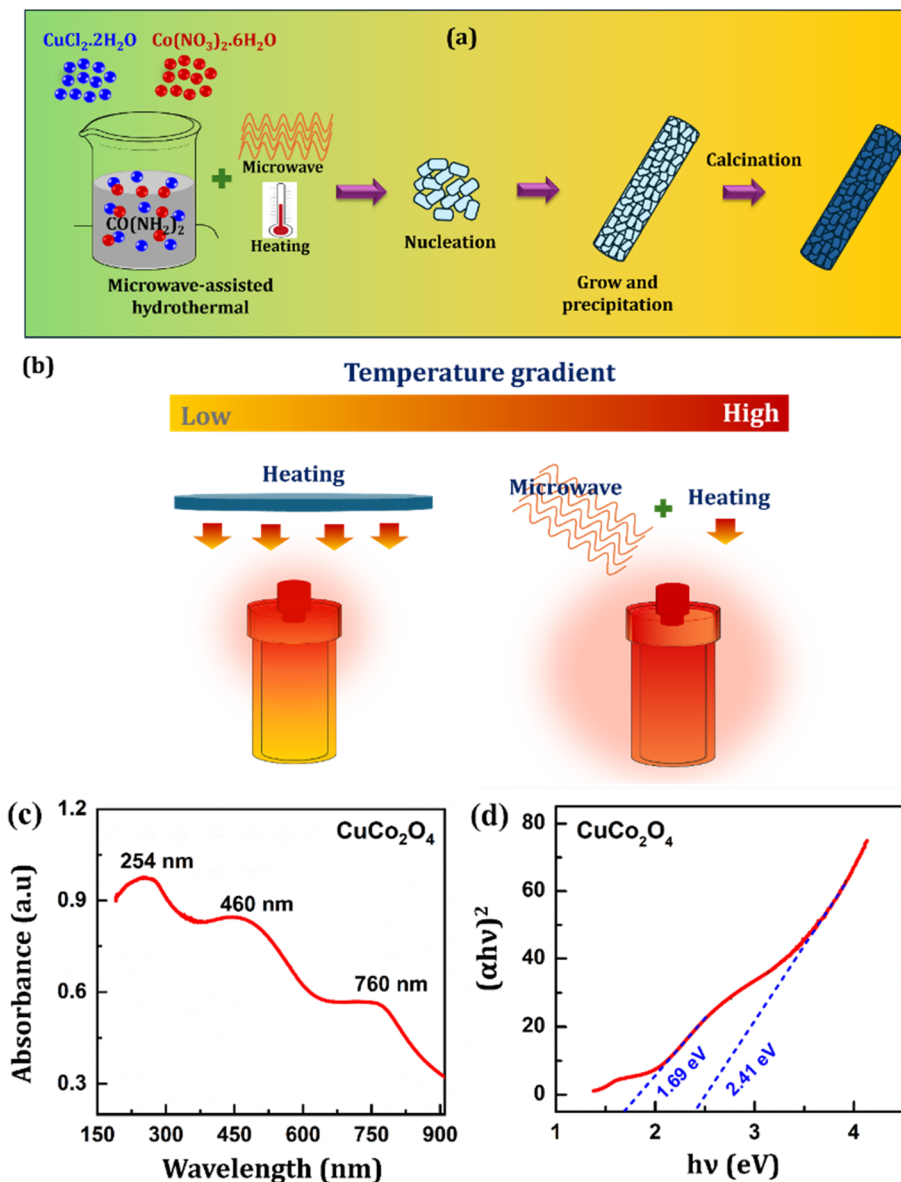 (a)
CuCl₂.2H₂O
Co(NO₃)₂.6H₂O
CO(NH₂)₂
Microwave
Heating
Microwave-assisted
hydrothermal
Nucleation
Grow and
precipitation
Calcination
(b)
Temperature gradient
Low
High
Heating
Microwave
Heating
(c)
CuCo₂O₄
254 nm
460 nm
760 nm
1.2
0.9
0.6
0.3
Absorbance (a.u)
150 300 450 600 750 900
Wavelength (nm)
(d)
CuCo₂O₄
80
60
40
20
0
(αhν)²
1.69 eV
2.41 eV
1 2 3 4
hν (eV)